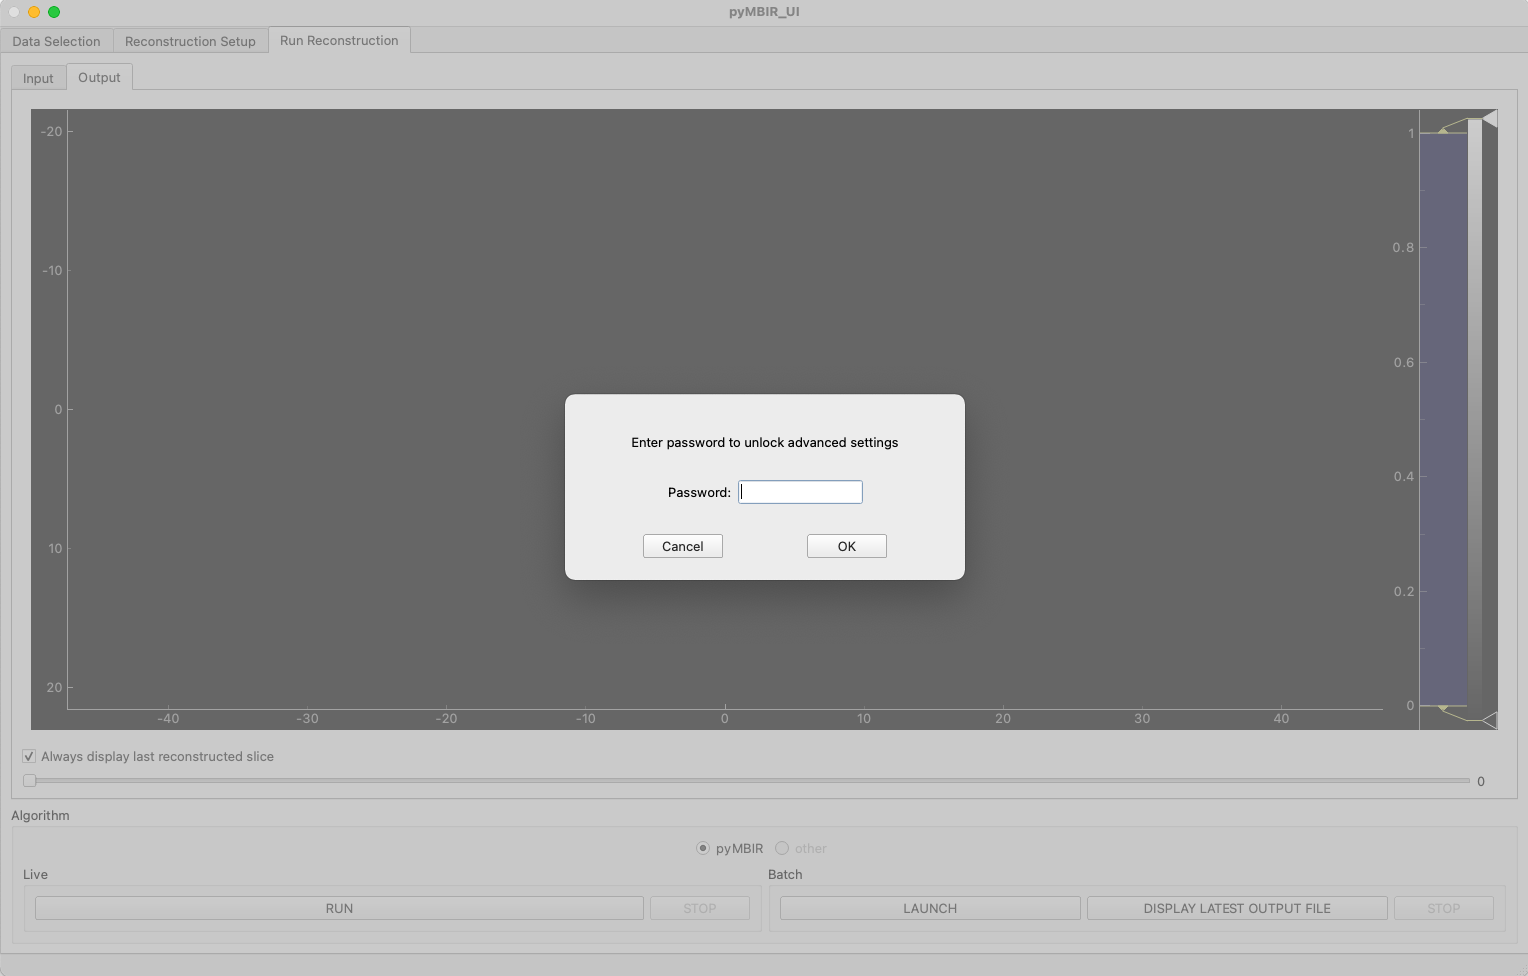 pyMBIR_UI
Data Selection
Reconstruction Setup
Run Reconstruction
Input
Output
-20
-10
0
10
20
-40
-30
-20
-10
0
10
20
30
40
1
0.8
0.6
0.4
0.2
0
Enter password to unlock advanced settings
Password:
Cancel
OK
Always display last reconstructed slice
0
Algorithm
pyMBIR
other
Live
Batch
RUN
STOP
LAUNCH
DISPLAY LATEST OUTPUT FILE
STOP